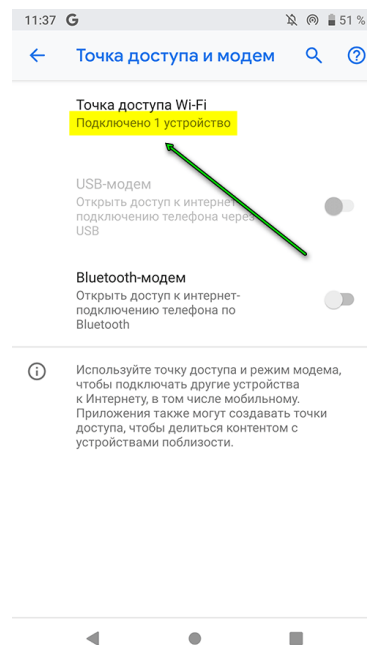 11:37 G 51 %
Точка доступа и модем
Точка доступа Wi-Fi
Подключено 1 устройство
USB-модем
Открыть доступ к интернет-
подключению телефона через
USB
Bluetooth-модем
Открыть доступ к интернет-
подключению телефона по
Bluetooth
Используйте точку доступа и режим модема,
чтобы подключать другие устройства
к Интернету, в том числе мобильному.
Приложения также могут создавать точки
доступа, чтобы делиться контентом с
устройствами поблизости.